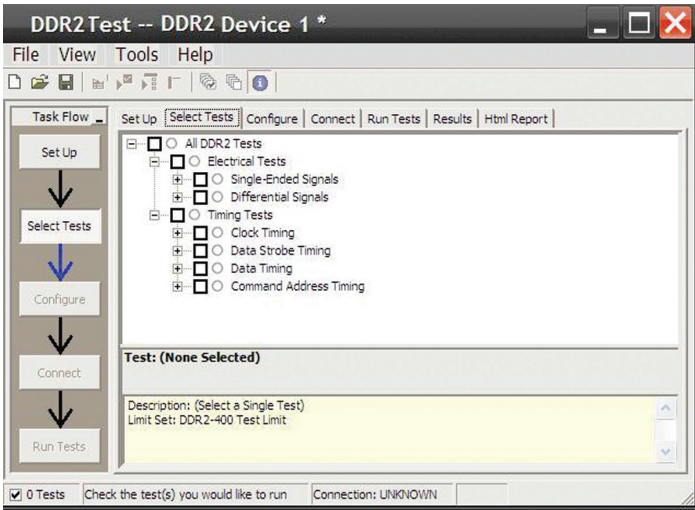 DDR2Test -- DDR2 Device 1 *
File View Tools Help
Task Flow
Set Up
Select Tests
Configure
Connect
Run Tests
Set Up Select Tests Configure Connect Run Tests Results Html Report
All DDR2 Tests
Electrical Tests
Single-Ended Signals
Differential Signals
Timing Tests
Clock Timing
Data Strobe Timing
Data Timing
Command Address Timing
Test: (None Selected)
Description: (Select a Single Test)
Limit Set: DDR2-400 Test Limit
0 Tests Check the test(s) you would like to run Connection: UNKNOWN